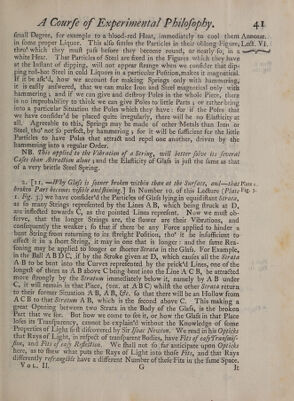 A Course of Experimental Philosophy. 41
small Degree, for example to a blood-red Heat, immediately to cool them Annotat.
in some proper Liquor. This also settles the Particles in their oblong Figure, Lect. VI.
thro' which they must pass before they become round, or nearly so, in a
white Heat. That Particles of Steel are fixed in the Figures which they have
at the Instant of dipping, will not appear strange when we consider that dip-
ping red-hot Steel in cold Liquors in a particular Position, makes it magnetical.
If it be ask'd, how we account for making Springs only with hammering,
it is easily answered, that we can make Iron and Steel magnetical only with
hammering; and if we can give and destroy Poles in the whole Piece, there
is no improbability to think we can give Poles to little Parts; or rather bring
into a particular Situation the Poles which they have: for if the Poles that
we have consider'd be placed quite irregularly, there will be no Elasticity at
all. Agreeable to this, Springs may be made of other Metals than Iron or
Steel, tho' not so perfect, by hammering; for it will be sufficient for the little
Particles to have Poles that attract and repel one another, driven by the
hammering into a regular Order.
NB. This applied to the Vibration of a String, will better solve its several
Cases than Attraction alone; and the Elasticity of Glass is just the same as that
of a very brittle Steel Spring.
2. [11. —Why Glass is sooner broken within than at the Surface, and—that Plate 1.
broken Part becomes visible and shining.] In Number 10. of this Lecture (Plate Fig. 7.
1. Fig. 7.) we have consider'd the Particles of Glass lying in equidistant Strata,
as so many Strings represented by the Lines A B, which being struck at D,
are inflected towards C, as the pointed Lines represent. Now we must ob-
serve, that the longer Strings are, the slower are their Vibrations, and
consequently the weaker; so that if there be any Force applied to hinder a
bent String from returning to its streight Position, tho' it be insufficient to
effect it in a short String, it may in one that is longer: and the same Rea-
soning may be applied to longer or shorter Strata in the Glass. For Example,
in the Ball A B D C, if by the Stroke given at D, which causes all the Strata
A B to be bent into the Curves represented by the prick'd Lines, one of the
longest of them as A B above C being bent into the Line A C B, be attracted
more strongly by the Stratum immediately below it, namely by A B under
C, it will remain in that Place, (viz. at ABC) whilst the other Strata return
to their former Situations A B, A B, &c. so that there will be an Hollow from
A C B to that Stratum A B, which is the second above C. This making a
great Opening between two Strata in the Body of the Glass, is the broken
Part that we see. But how we come to see it, or how the Glass in that Place
loses its Transparency, cannot be explain'd without the Knowledge of some
Properties of Light first discovered by Sir Isaac Newton. We read in his Opticks
that Rays of Light, in respect of transparent Bodies, have Fits of easy Transmis-
sion, and Fits of easy Reflection. We shall not so far anticipate upon Opticks
here, as to shew what puts the Rays of Light into those Fits, and that Rays
differently refrangible have a different Number of these Fits in the same Space.
VOL. II. G It